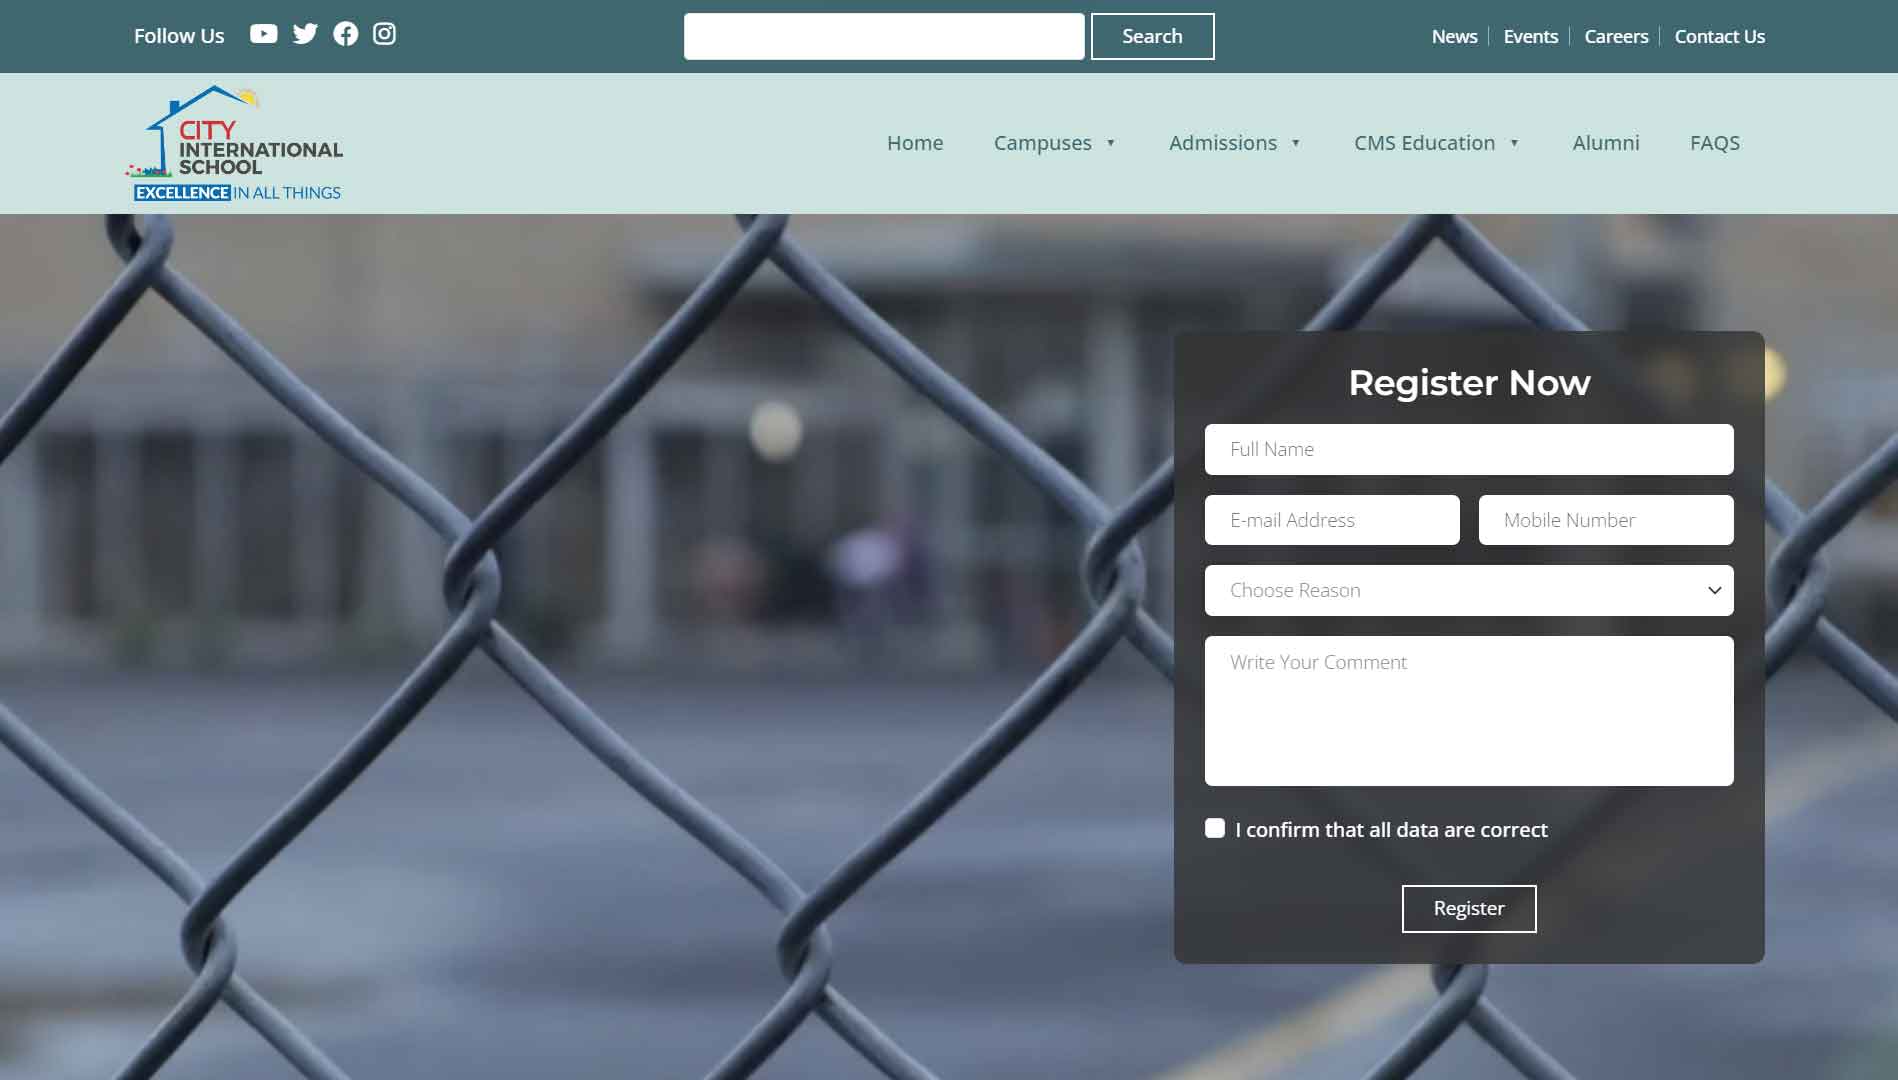 Follow Us
Search
News
Events
Careers
Contact Us
CITY
INTERNATIONAL
SCHOOL
EXCELLENCE IN ALL THINGS
Home
Campuses
Admissions
CMS Education
Alumni
FAQS
Register Now
Full Name
E-mail Address
Mobile Number
Choose Reason
Write Your Comment
I confirm that all data are correct
Register